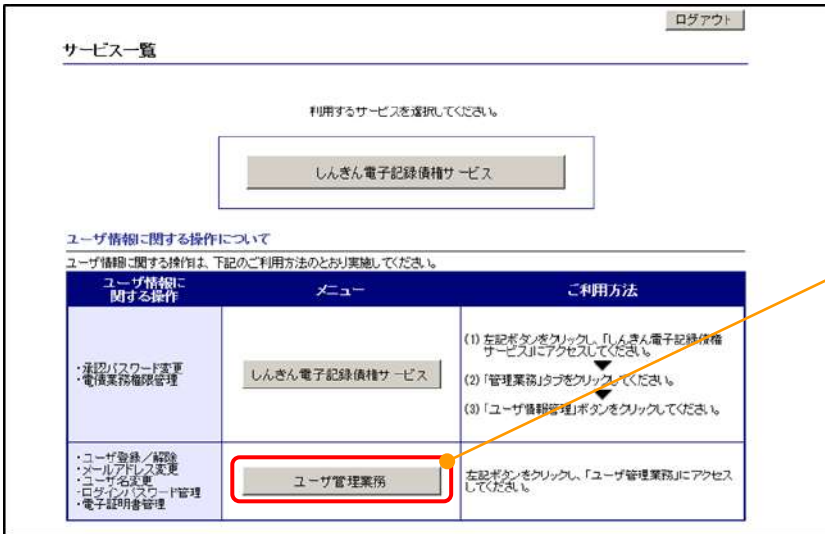 ログアウト
サービス一覧
利用するサービスを選択してください。
しんきん電子記録債権サービス
ユーザ情報に関する操作について
ユーザ情報に関する操作は、下記のご利用方法のとおり実施してください。
ユーザ情報に
関する操作
メニュー
ご利用方法
・承認パスワード変更
・電債業務権限管理
しんきん電子記録債権サービス
(1) 左記ボタンをクリックし、「しんきん電子記録債権
サービス」にアクセスしてください。
(2) 「管理業務」タブをクリックしてください。
(3) 「ユーザ情報管理」ボタンをクリックしてください。
・ユーザ登録／解除
・メールアドレス変更
・ユーザ名変更
・ログインパスワード管理
・電子証明書管理
ユーザ管理業務
左記ボタンをクリックし、「ユーザ管理業務」にアクセス
してください。